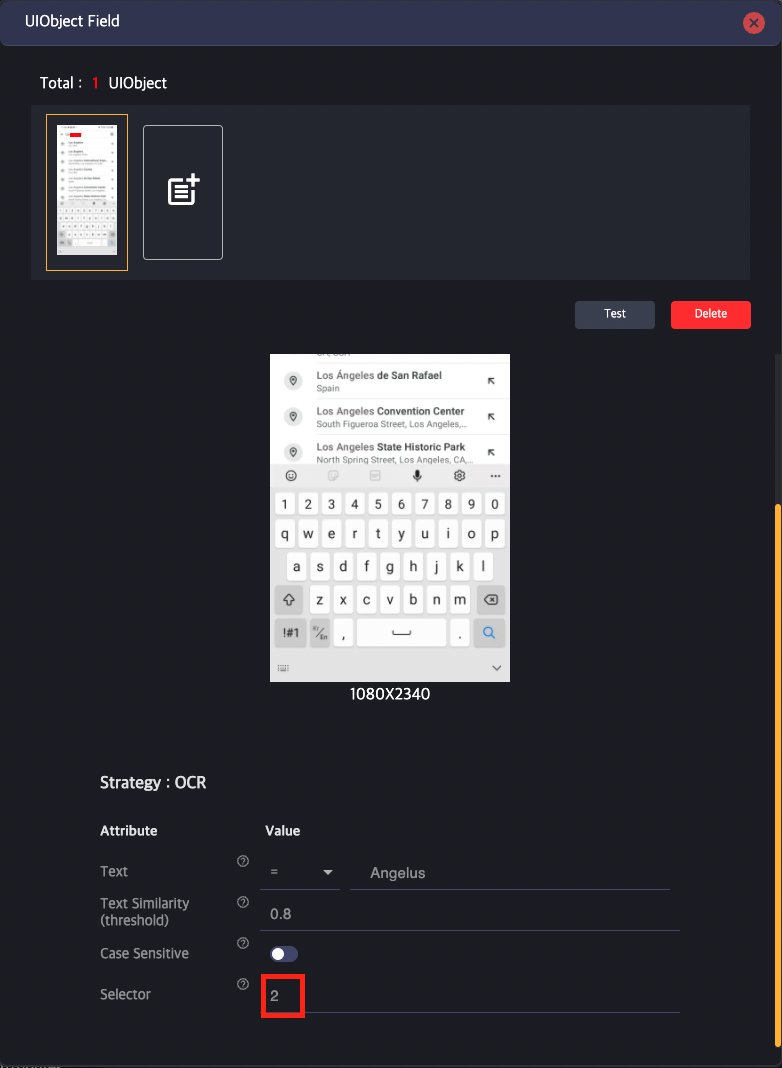 UIObject Field
Total : 1 UIObject
Test
Delete
Los Ángeles de San Rafael
Spain
Los Angeles Convention Center
South Figueroa Street, Los Angeles,...
Los Angeles State Historic Park
North Spring Street, Los Angeles, CA,...
1 2 3 4 5 6 7 8 9 0
q w e r t y u i o p
a s d f g h j k l
z x c v b n m
!#1 Kr/En , .
1080X2340
Strategy : OCR
Attribute Value
Text = Angelus
Text Similarity
(threshold) 0.8
Case Sensitive
Selector 2